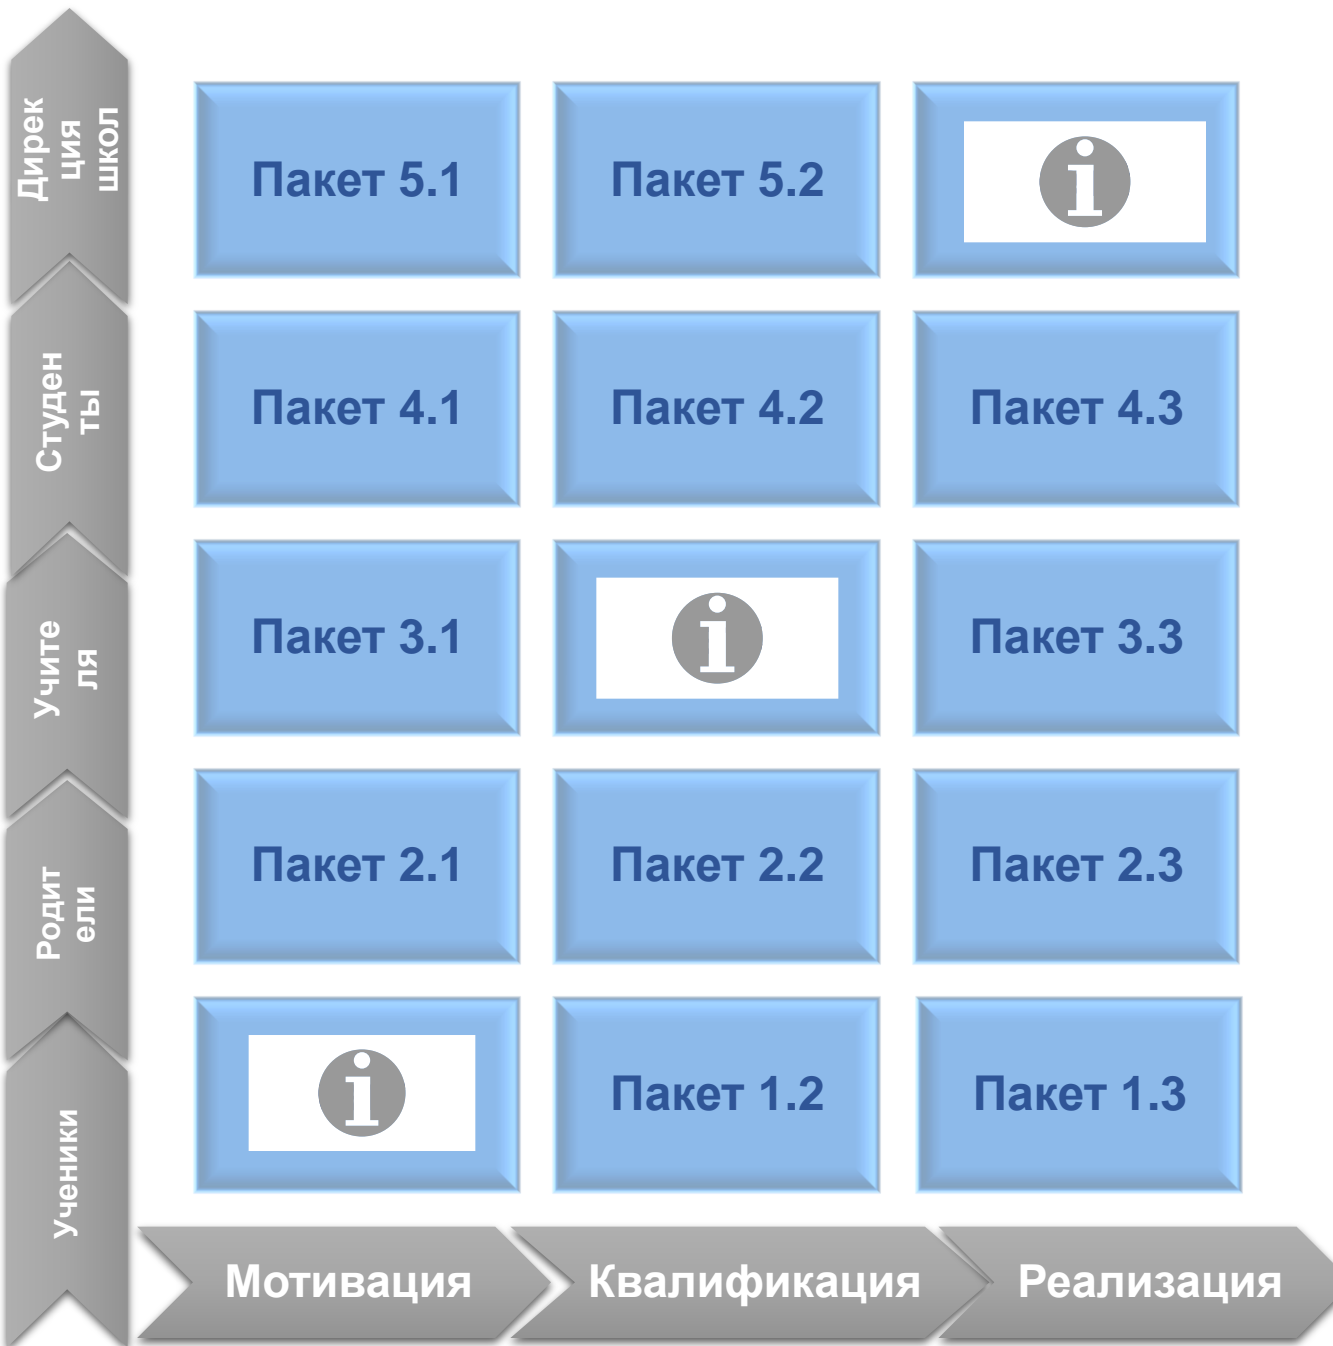 Дирек
ция
школ
Пакет 5.1
Пакет 5.2
i
Студен
ты
Пакет 4.1
Пакет 4.2
Пакет 4.3
Учите
ля
Пакет 3.1
i
Пакет 3.3
Родит
ели
Пакет 2.1
Пакет 2.2
Пакет 2.3
Ученики
i
Пакет 1.2
Пакет 1.3
Мотивация
Квалификация
Реализация